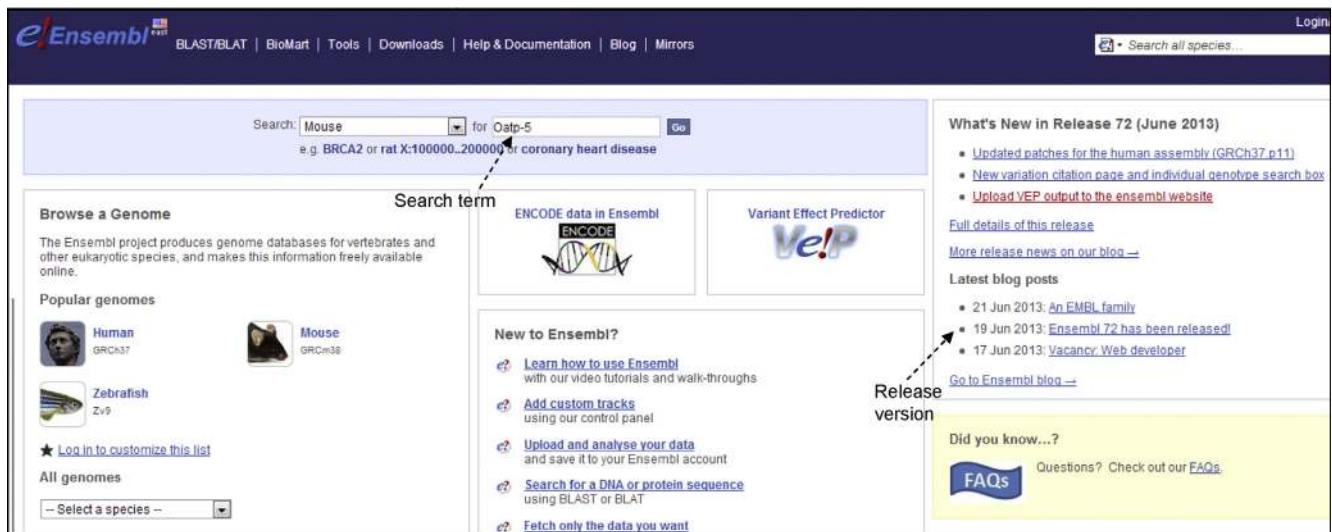 Login
e!Ensembl east
BLAST/BLAT | BioMart | Tools | Downloads | Help & Documentation | Blog | Mirrors
Search all species...
Search: Mouse for Oatp-5 Go
e.g. BRCA2 or rat X:100000..200000 or coronary heart disease
Search term
Browse a Genome
The Ensembl project produces genome databases for vertebrates and
other eukaryotic species, and makes this information freely available
online.
Popular genomes
Human
GRCh37
Mouse
GRCm38
Zebrafish
Zv9
Log in to customize this list
All genomes
-- Select a species --
ENCODE data in Ensembl
ENCODE
Variant Effect Predictor
Ve!P
New to Ensembl?
e? Learn how to use Ensembl
with our video tutorials and walk-throughs
e? Add custom tracks
using our control panel
e? Upload and analyse your data
and save it to your Ensembl account
e? Search for a DNA or protein sequence
using BLAST or BLAT
e? Fetch only the data you want
What's New in Release 72 (June 2013)
Updated patches for the human assembly (GRCh37.p11)
New variation citation page and individual genotype search box
Upload VEP output to the ensembl website
Full details of this release
More release news on our blog →
Latest blog posts
21 Jun 2013: An EMBL family
19 Jun 2013: Ensembl 72 has been released!
17 Jun 2013: Vacancy: Web developer
Go to Ensembl blog →
Release
version
Did you know...?
FAQs
Questions? Check out our FAQs.